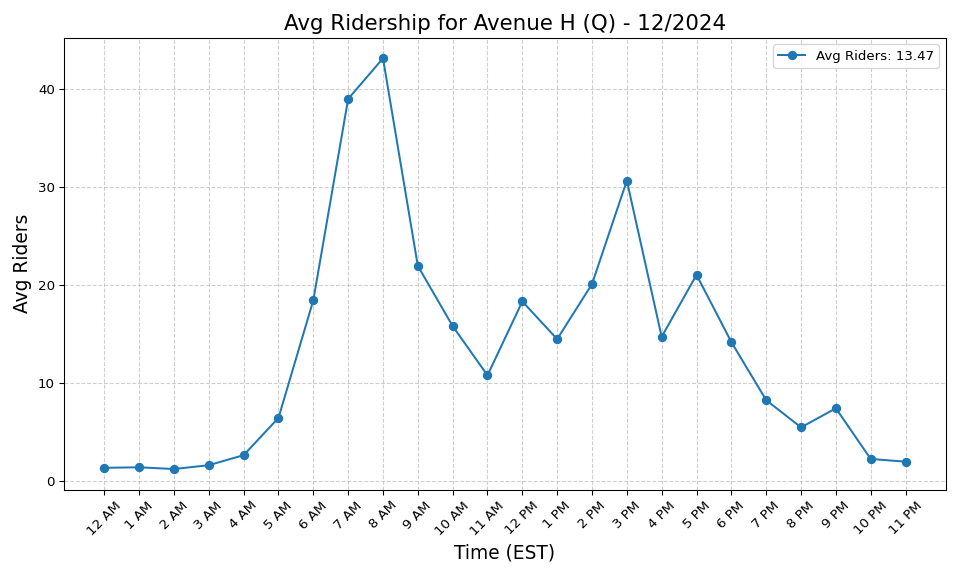 Avg Ridership for Avenue H (Q) - 12/2024
Avg Riders: 13.47
Avg Riders
40
30
20
10
0
12 AM
1 AM
2 AM
3 AM
4 AM
5 AM
6 AM
7 AM
8 AM
9 AM
10 AM
11 AM
12 PM
1 PM
2 PM
3 PM
4 PM
5 PM
6 PM
7 PM
8 PM
9 PM
10 PM
11 PM
Time (EST)